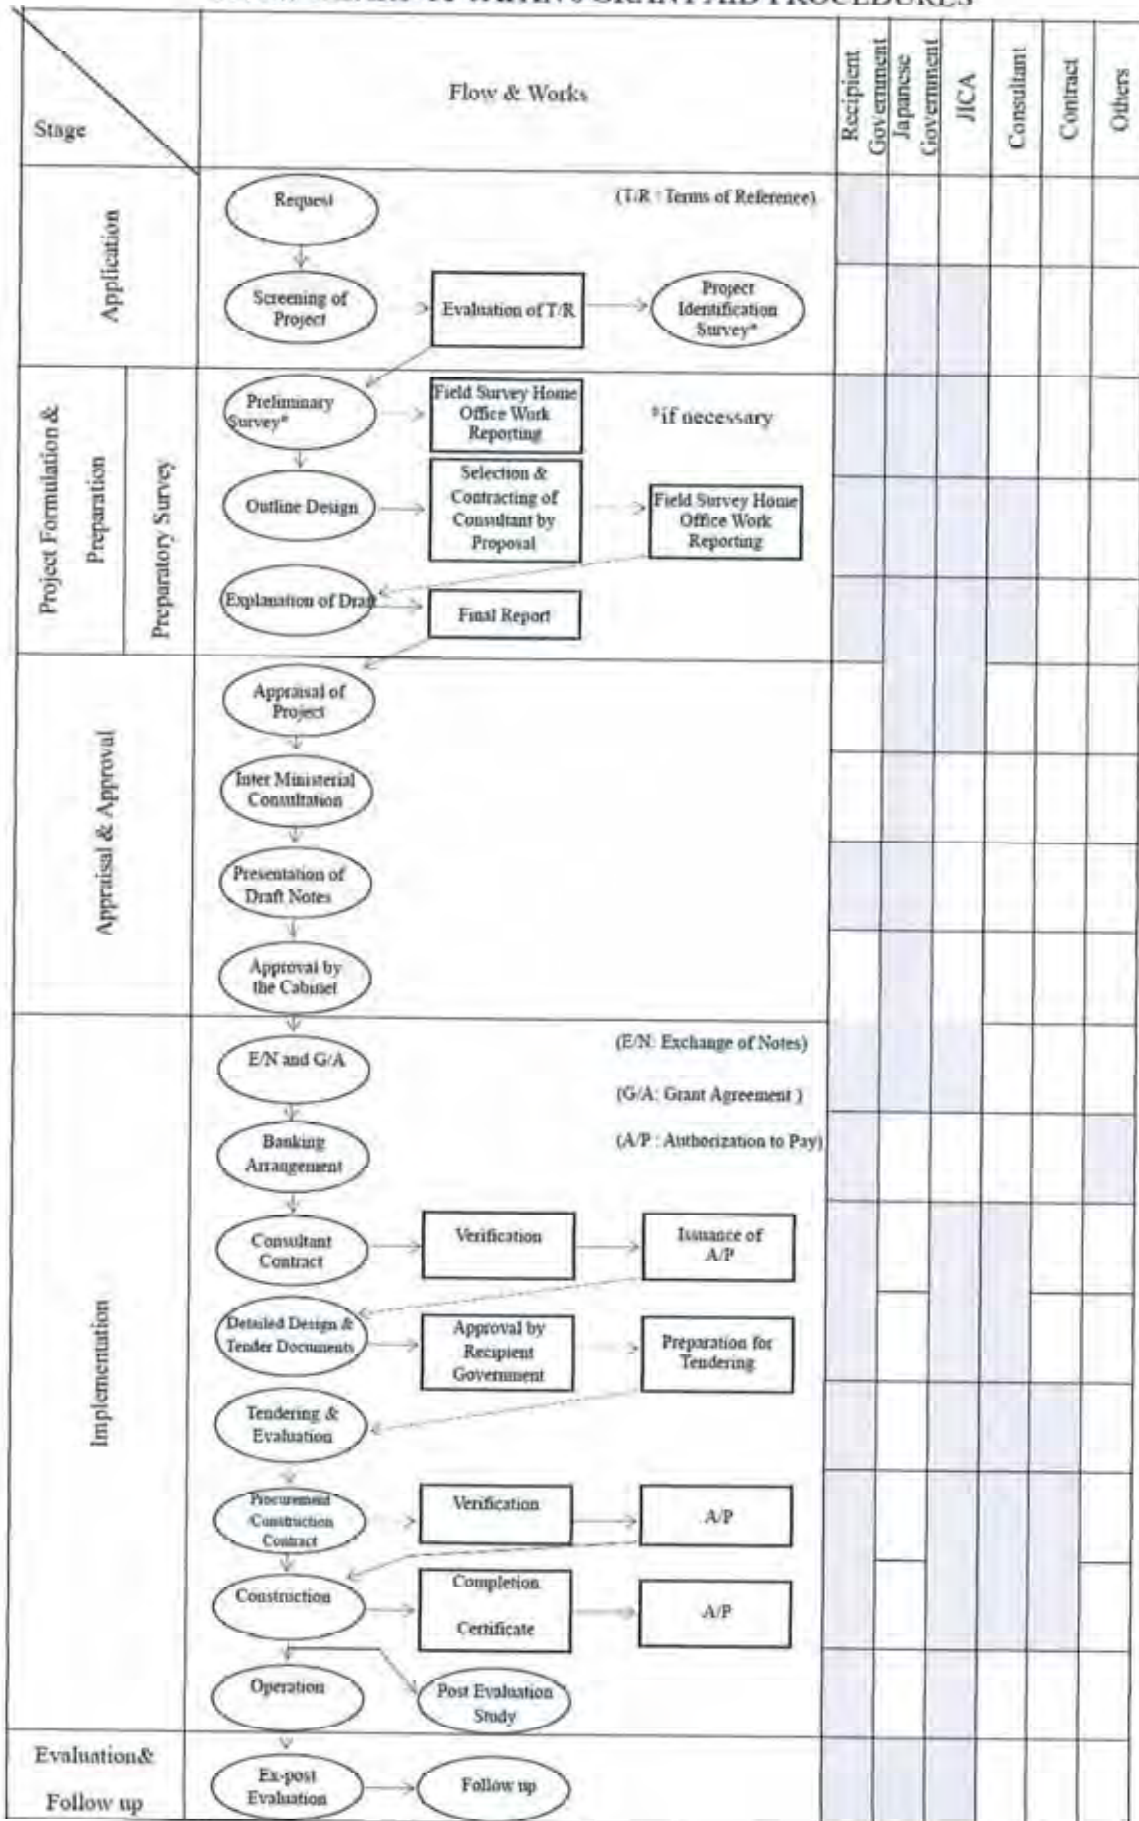 GRANT AID PROCEDURES
Stage
Flow & Works
Recipient
Government
Japanese
Government
JICA
Consultant
Contract
Others
Application
Request
(T/R : Terms of Reference)
Screening of
Project
Evaluation of T/R
Project
Identification
Survey*
Project Formulation &
Preparation
Preparatory Survey
Preliminary
Survey*
Field Survey Home
Office Work
Reporting
*if necessary
Outline Design
Selection &
Contracting of
Consultant by
Proposal
Field Survey Home
Office Work
Reporting
Explanation of Draft
Final Report
Appraisal & Approval
Appraisal of
Project
Inter Ministerial
Consultation
Presentation of
Draft Notes
Approval by
the Cabinet
Implementation
E/N and G/A
(E/N: Exchange of Notes)
(G/A: Grant Agreement )
(A/P : Authorization to Pay)
Banking
Arrangement
Consultant
Contract
Verification
Issuance of
A/P
Detailed Design &
Tender Documents
Approval by
Recipient
Government
Preparation for
Tendering
Tendering &
Evaluation
Procurement
/Construction
Contract
Verification
A/P
Construction
Completion
Certificate
A/P
Operation
Post Evaluation
Study
Evaluation&
Follow up
Ex-post
Evaluation
Follow up